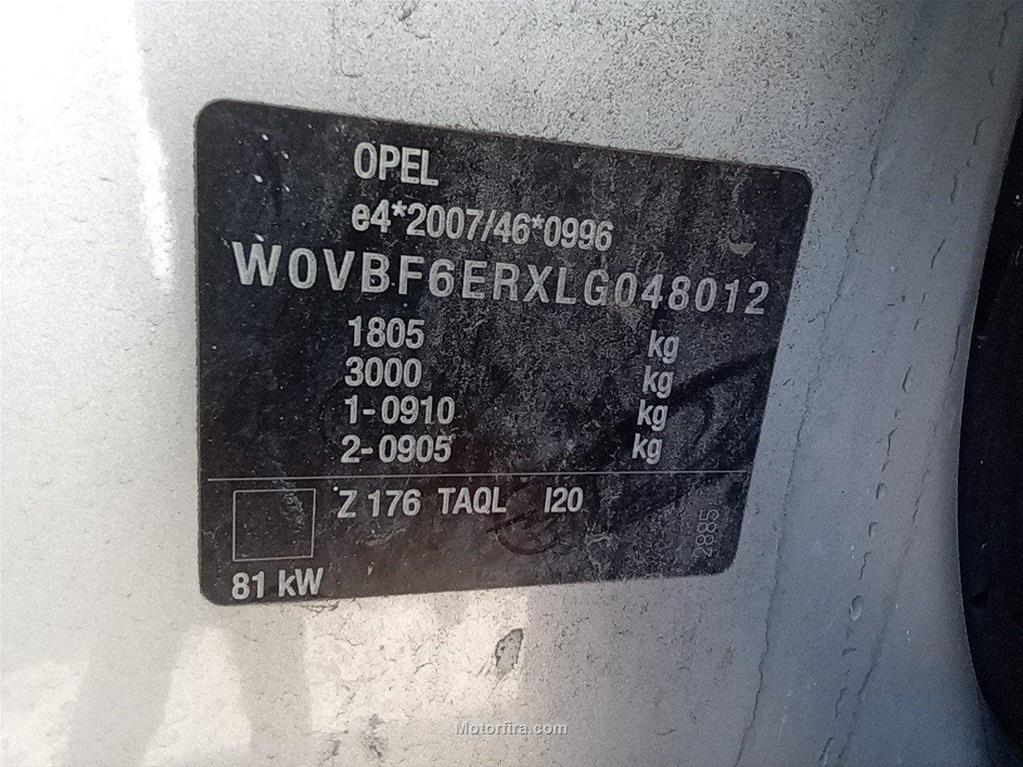 OPEL
e4*2007/46*0996
W0VBF6ERXLG048012
1805 kg
3000 kg
1-0910 kg
2-0905 kg
Z 176 TAQL I20
2885
81 kW
Motorfira.com